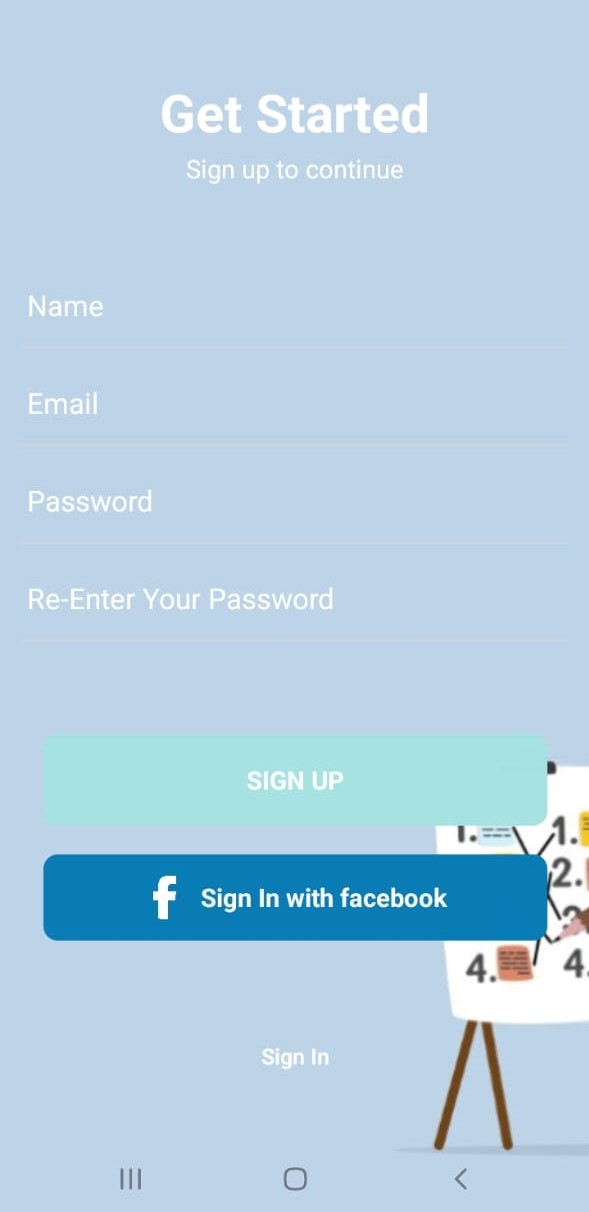 Get Started
Sign up to continue
Name
Email
Password
Re-Enter Your Password
SIGN UP
1. 1.
f Sign In with facebook
2.
4. 4.
Sign In